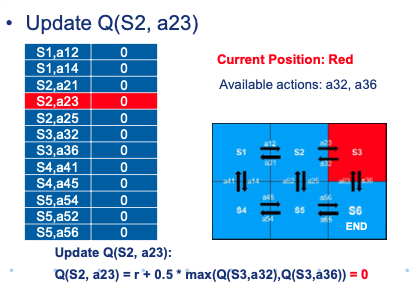 • Update Q(S2, a23)
S1,a12 0
S1,a14 0
S2,a21 0
S2,a23 0
S2,a25 0
S3,a32 0
S3,a36 0
S4,a41 0
S4,a45 0
S5,a54 0
S5,a52 0
S5,a56 0
Current Position: Red
Available actions: a32, a36
a12 a23
S1 S2 S3
a21 a32
a41 a14 a52 a25 a63 a36
a45 a56
S4 S5 S6
a54 a65
END
Update Q(S2, a23):
Q(S2, a23) = r + 0.5 * max(Q(S3,a32),Q(S3,a36)) = 0